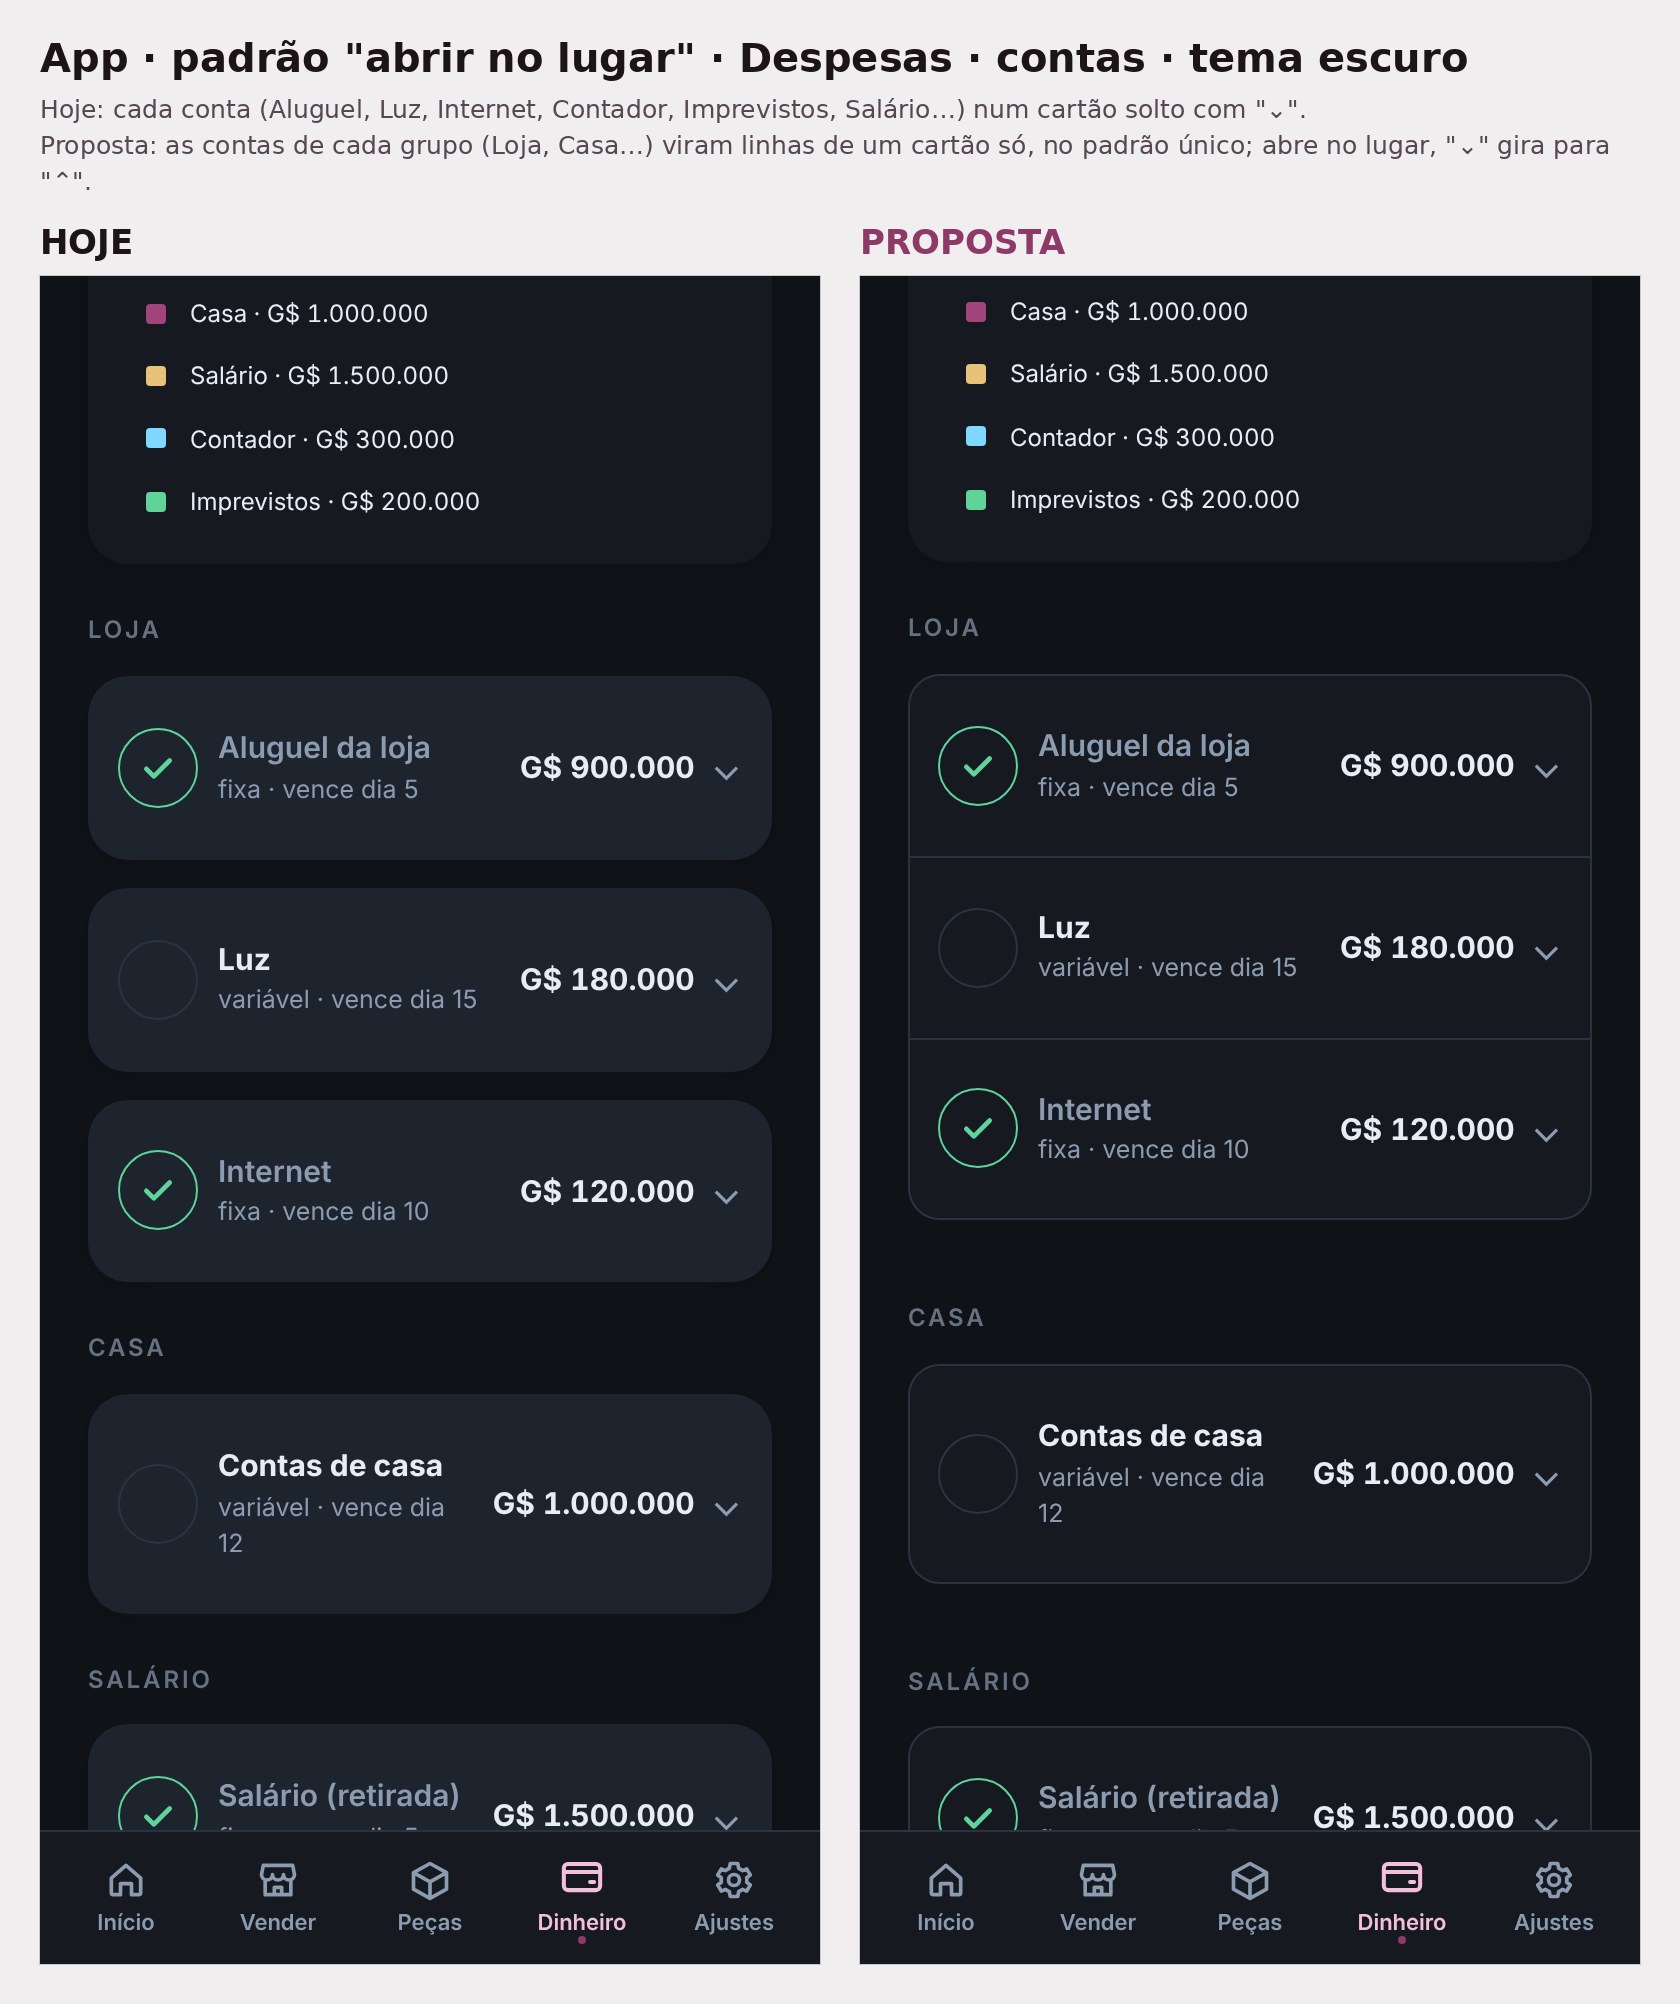 App · padrão "abrir no lugar" · Despesas · contas · tema escuro
Hoje: cada conta (Aluguel, Luz, Internet, Contador, Imprevistos, Salário...) num cartão solto com "⌄".
Proposta: as contas de cada grupo (Loja, Casa...) viram linhas de um cartão só, no padrão único; abre no lugar, "⌄" gira para
"⌃".
HOJE
Casa · G$ 1.000.000
Salário · G$ 1.500.000
Contador · G$ 300.000
Imprevistos · G$ 200.000
LOJA
Aluguel da loja
fixa · vence dia 5
G$ 900.000
Luz
variável · vence dia 15
G$ 180.000
Internet
fixa · vence dia 10
G$ 120.000
CASA
Contas de casa
variável · vence dia
12
G$ 1.000.000
SALÁRIO
Salário (retirada)
G$ 1.500.000
Início
Vender
Peças
Dinheiro
Ajustes
PROPOSTA
Casa · G$ 1.000.000
Salário · G$ 1.500.000
Contador · G$ 300.000
Imprevistos · G$ 200.000
LOJA
Aluguel da loja
fixa · vence dia 5
G$ 900.000
Luz
variável · vence dia 15
G$ 180.000
Internet
fixa · vence dia 10
G$ 120.000
CASA
Contas de casa
variável · vence dia
12
G$ 1.000.000
SALÁRIO
Salário (retirada)
G$ 1.500.000
Início
Vender
Peças
Dinheiro
Ajustes